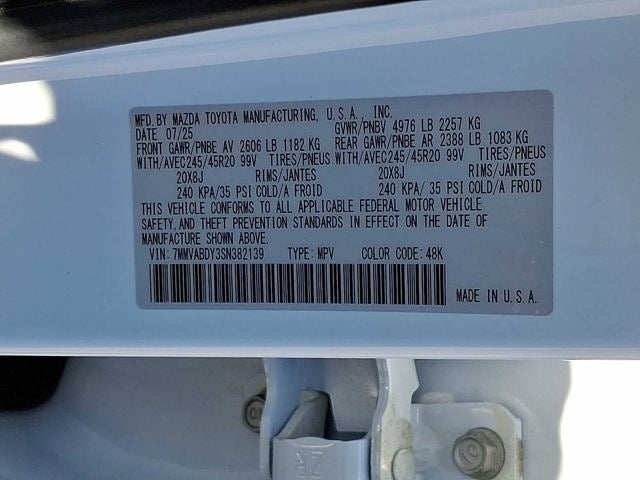 MFD.BY MAZDA TOYOTA MANUFACTURING, U.S.A., INC.
DATE 07/25 GVWR/PNBV 4976 LB 2257 KG
FRONT GAWR/PNBE AV 2606 LB 1182 KG REAR GAWR/PNBE AR 2388 LB 1083 KG
WITH/AVEC245/45R20 99V TIRES/PNEUS WITH/AVEC245/45R20 99V TIRES/PNEUS
20X8J RIMS/JANTES 20X8J RIMS/JANTES
240 KPA/35 PSI COLD/A FROID 240 KPA/ 35 PSI COLD/A FROID
THIS VEHICLE CONFORMS TO ALL APPLICABLE FEDERAL MOTOR VEHICLE
SAFETY,AND THEFT PREVENTION STANDARDS IN EFFECT ON THE DATE OF
MANUFACTURE SHOWN ABOVE.
VIN: 7MMVABDY3SN382139 TYPE: MPV COLOR CODE: 48K
MADE IN U.S.A.